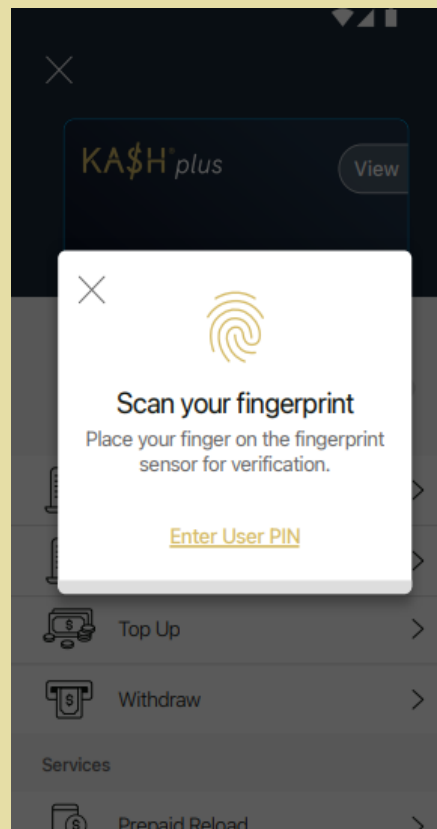 KA$H® plus
View
Scan your fingerprint
Place your finger on the fingerprint
sensor for verification.
Enter User PIN
Top Up
Withdraw
Services
Prepaid Reload